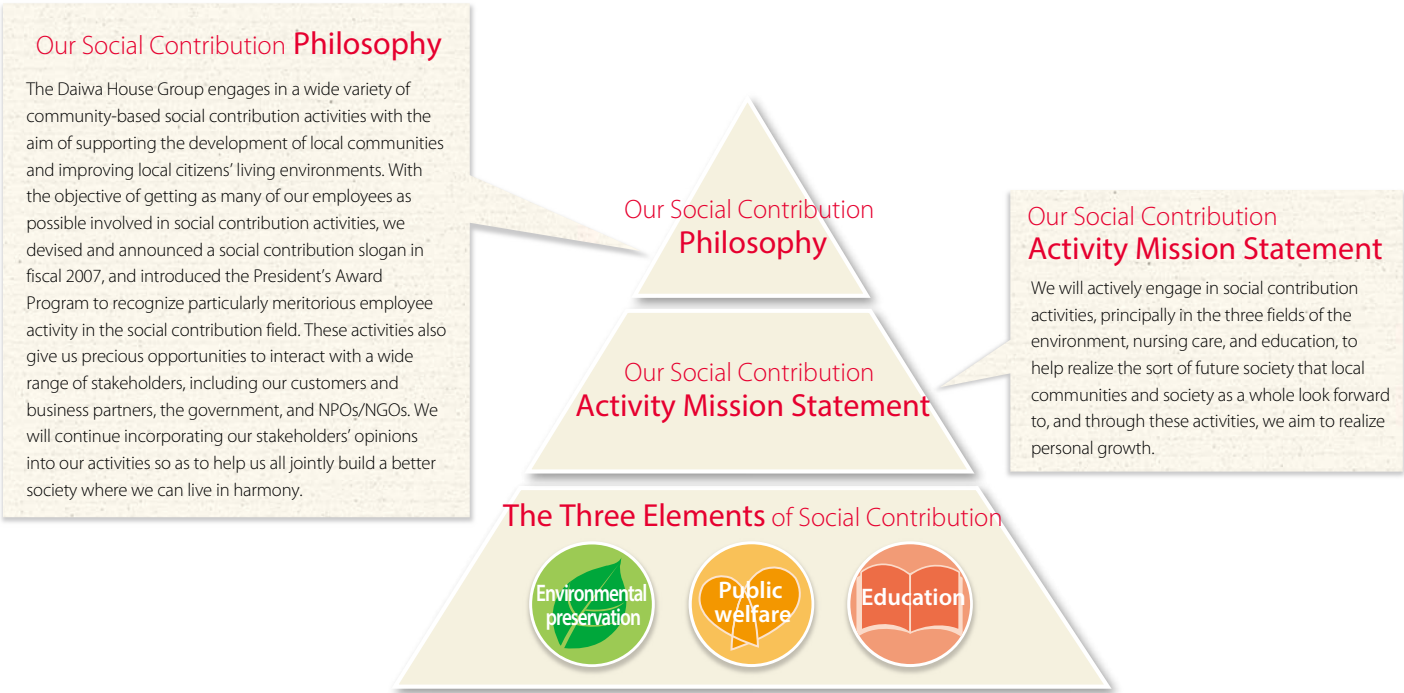 Our Social Contribution Philosophy
The Daiwa House Group engages in a wide variety of
community-based social contribution activities with the
aim of supporting the development of local communities
and improving local citizens’ living environments. With
the objective of getting as many of our employees as
possible involved in social contribution activities, we
devised and announced a social contribution slogan in
fiscal 2007, and introduced the President’s Award
Program to recognize particularly meritorious employee
activity in the social contribution field. These activities also
give us precious opportunities to interact with a wide
range of stakeholders, including our customers and
business partners, the government, and NPOs/NGOs. We
will continue incorporating our stakeholders’ opinions
into our activities so as to help us all jointly build a better
society where we can live in harmony.
Our Social Contribution
Philosophy
Our Social Contribution
Activity Mission Statement
The Three Elements of Social Contribution
Environmental
preservation
Public
welfare
Education
Our Social Contribution
Activity Mission Statement
We will actively engage in social contribution
activities, principally in the three fields of the
environment, nursing care, and education, to
help realize the sort of future society that local
communities and society as a whole look forward
to, and through these activities, we aim to realize
personal growth.